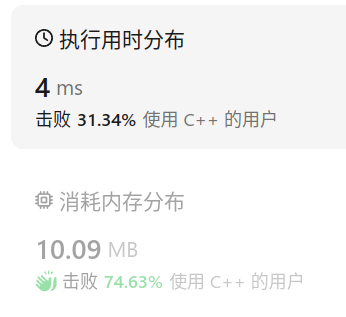 执行用时分布
4 ms
击败 31.34% 使用 C++ 的用户
消耗内存分布
10.09 MB
击败 74.63% 使用 C++ 的用户